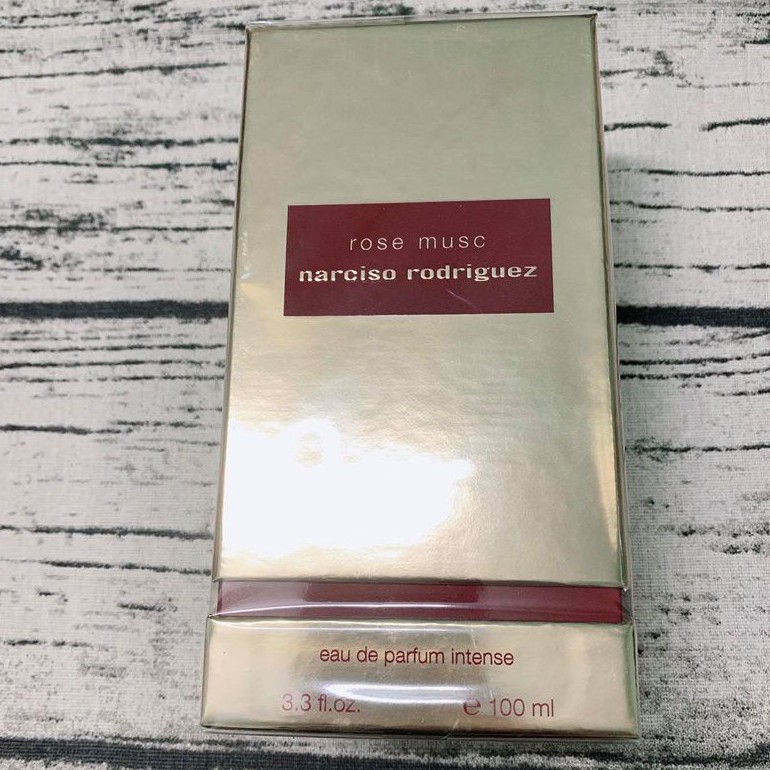 rose musc
narciso rodriguez
eau de parfum intense
3.3 fl.oz. ℮ 100 ml